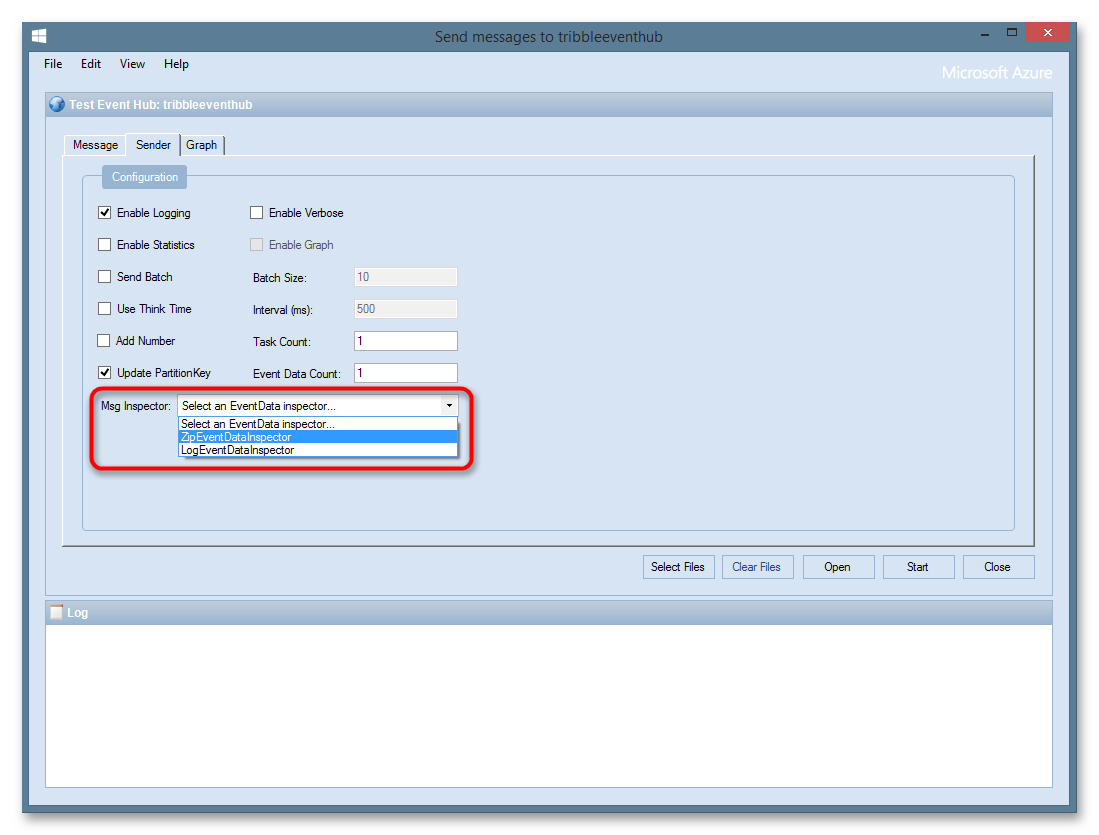 Send messages to tribbleeventhub
File Edit View Help
Microsoft Azure
Test Event Hub: tribbleeventhub
Message Sender Graph
Configuration
Enable Logging Enable Verbose
Enable Statistics Enable Graph
Send Batch Batch Size: 10
Use Think Time Interval (ms): 500
Add Number Task Count: 1
Update PartitionKey Event Data Count: 1
Msg Inspector: Select an EventData inspector...
Select an EventData inspector...
ZipEventDataInspector
LogEventDataInspector
Select Files Clear Files Open Start Close
Log